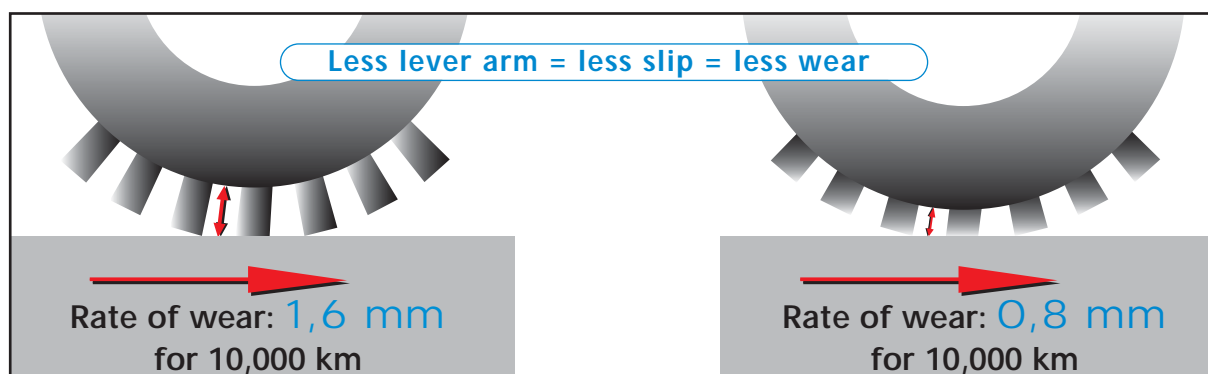 Less lever arm = less slip = less wear
Rate of wear: 1,6 mm
for 10,000 km
Rate of wear: 0,8 mm
for 10,000 km